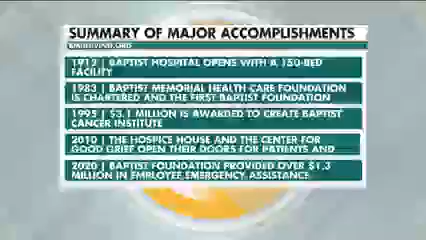 SUMMARY OF MAJOR ACCOMPLISHMENTS
1912 | BAPTIST HOSPITAL OPENS WITH A 150-BED
FACILITY
1983 | BAPTIST MEMORIAL HEALTH CARE FOUNDATION
IS CHARTERED AND THE FIRST BAPTIST FOUNDATION
1995 | $3.1 MILLION IS AWARDED TO CREATE BAPTIST
CANCER INSTITUTE
2010 | THE HOSPICE HOUSE AND THE CENTER FOR
GOOD GRIEF OPEN THEIR DOORS FOR PATIENTS AND
2020 | BAPTIST FOUNDATION PROVIDED OVER $1.3
MILLION IN EMPLOYEE EMERGENCY ASSISTANCE